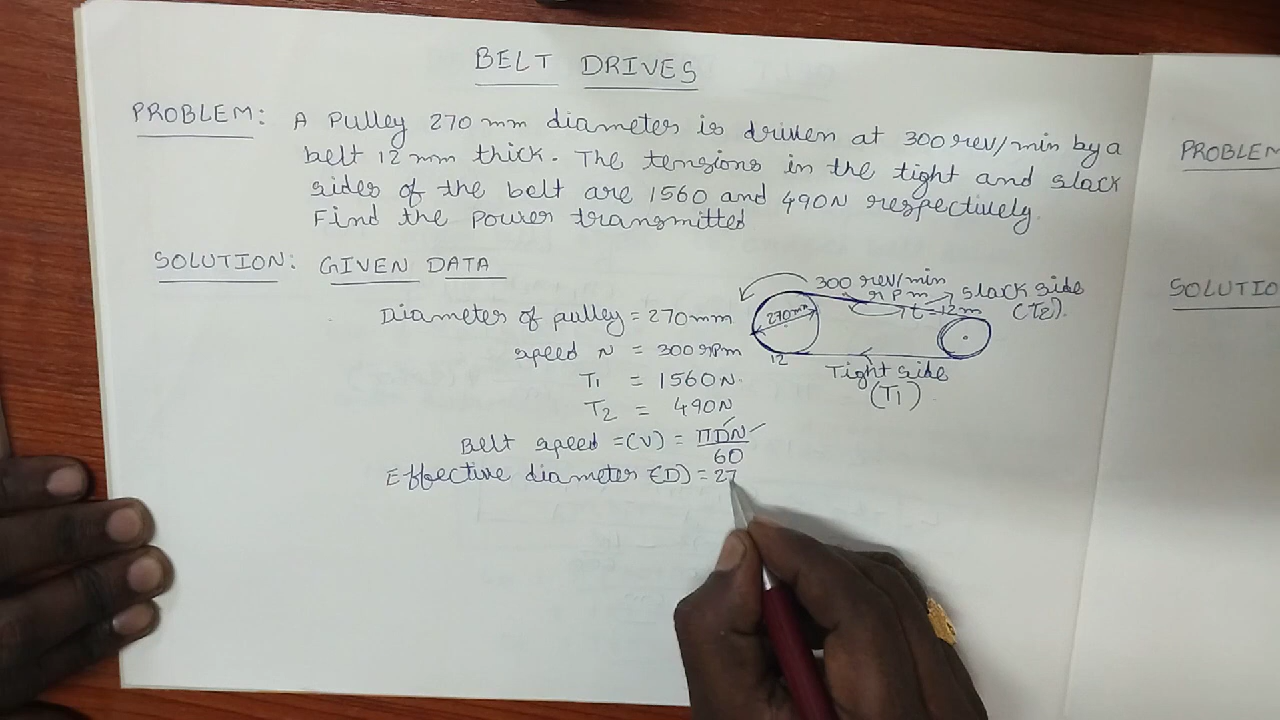 BELT DRIVES
PROBLEM: A Pulley 270 mm diameter is driven at 300 rev/min by a
belt 12 mm thick. The tensions in the tight and slack
sides of the belt are 1560 and 490N respectively.
Find the power transmitted
SOLUTION: GIVEN DATA
Diameter of pulley = 270mm
speed N = 300 rpm
T1 = 1560N.
T2 = 490N
Belt speed = (V) = πDN
60
Effective diameter (D) = 27
300 rev/min
rpm
slack side
(T2).
t=12m
270mm
12
Tight side
(T1)
PROBLEM
SOLUTIO